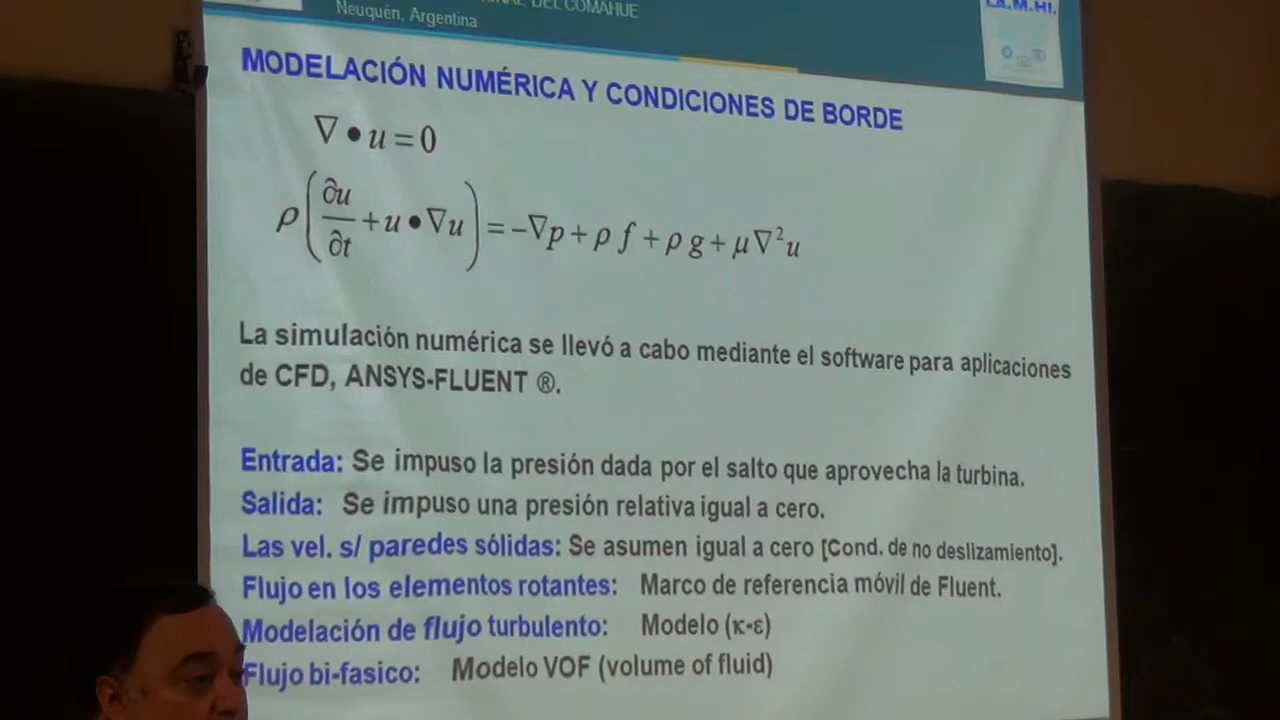 DEL COMAHUE
Neuquén, Argentina
LA.M.HI.
MODELACIÓN NUMÉRICA Y CONDICIONES DE BORDE
∇ • u = 0
ρ(∂u/∂t + u • ∇u) = −∇p + ρ f + ρ g + μ∇²u
La simulación numérica se llevó a cabo mediante el software para aplicaciones
de CFD, ANSYS-FLUENT ®.
Entrada: Se impuso la presión dada por el salto que aprovecha la turbina.
Salida: Se impuso una presión relativa igual a cero.
Las vel. s/ paredes sólidas: Se asumen igual a cero [Cond. de no deslizamiento].
Flujo en los elementos rotantes: Marco de referencia móvil de Fluent.
Modelación de flujo turbulento: Modelo (κ-ε)
Flujo bi-fasico: Modelo VOF (volume of fluid)